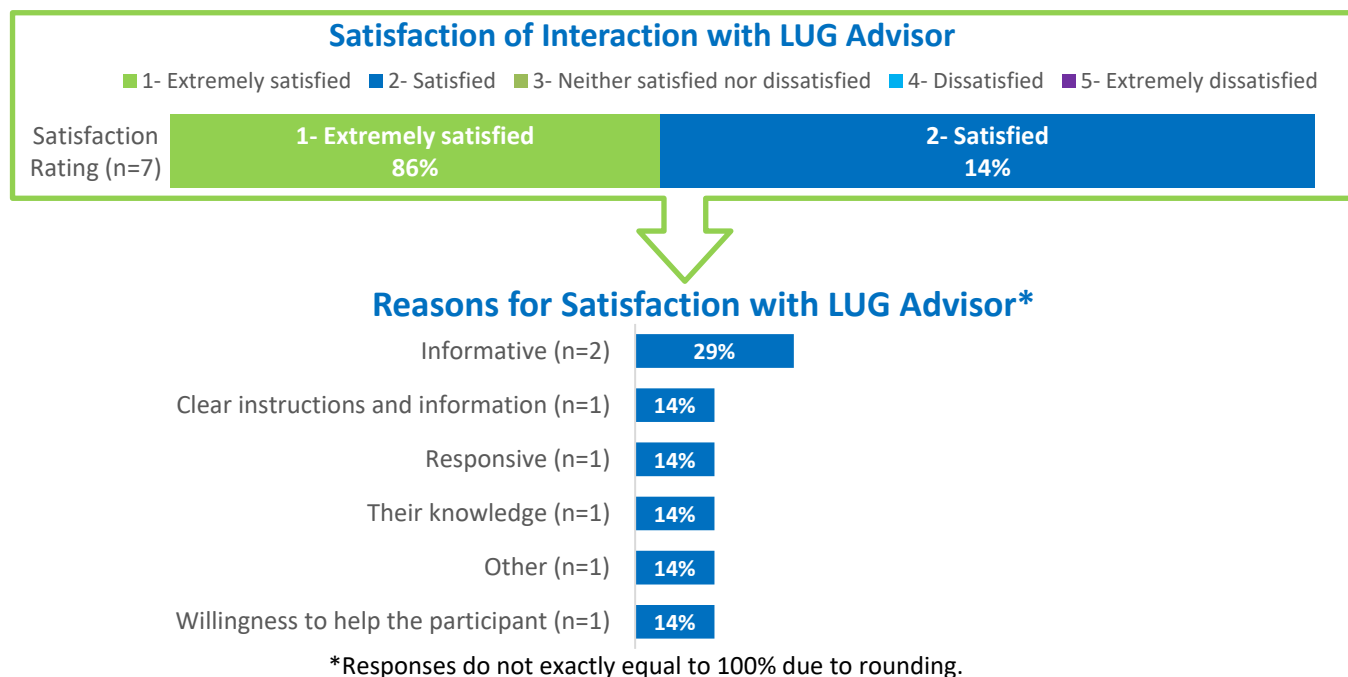 Satisfaction of Interaction with LUG Advisor
1- Extremely satisfied 2- Satisfied 3- Neither satisfied nor dissatisfied 4- Dissatisfied 5- Extremely dissatisfied
Satisfaction
Rating (n=7)
1- Extremely satisfied
86%
2- Satisfied
14%
Reasons for Satisfaction with LUG Advisor*
Informative (n=2) 29%
Clear instructions and information (n=1) 14%
Responsive (n=1) 14%
Their knowledge (n=1) 14%
Other (n=1) 14%
Willingness to help the participant (n=1) 14%
*Responses do not exactly equal to 100% due to rounding.